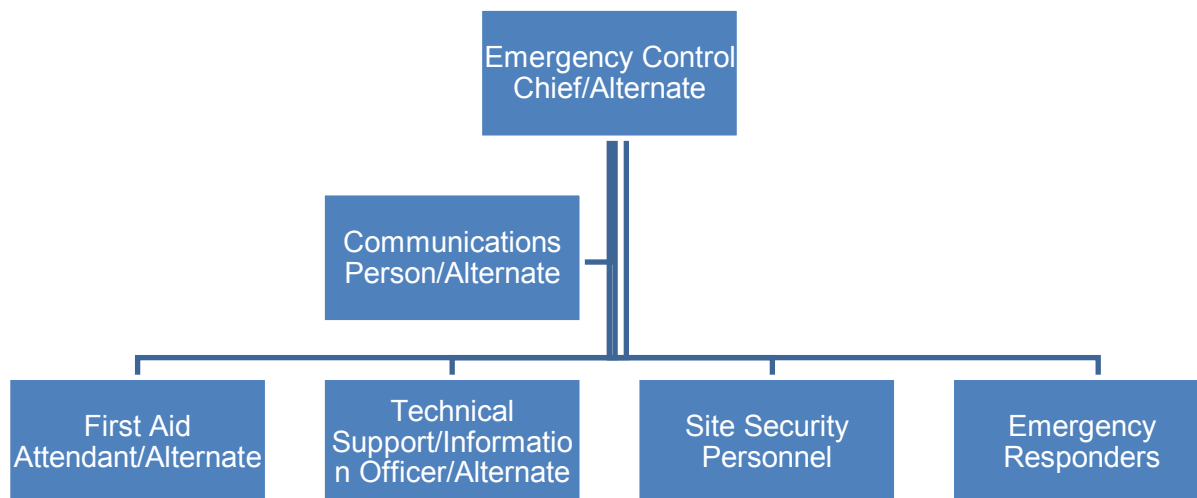 Emergency Control
Chief/Alternate
Communications
Person/Alternate
First Aid
Attendant/Alternate
Technical
Support/Informatio
n Officer/Alternate
Site Security
Personnel
Emergency
Responders